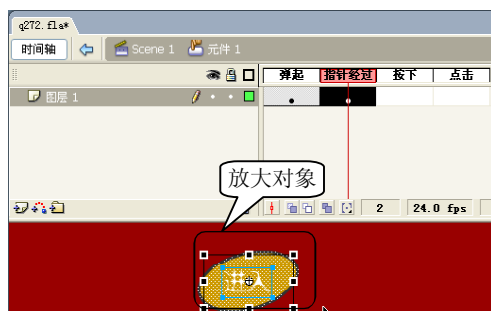 q272.fla*
时间轴 Scene 1 元件 1
弹起 指针经过 按下 点击
图层 1
放大对象
2 24.0 fps
进入